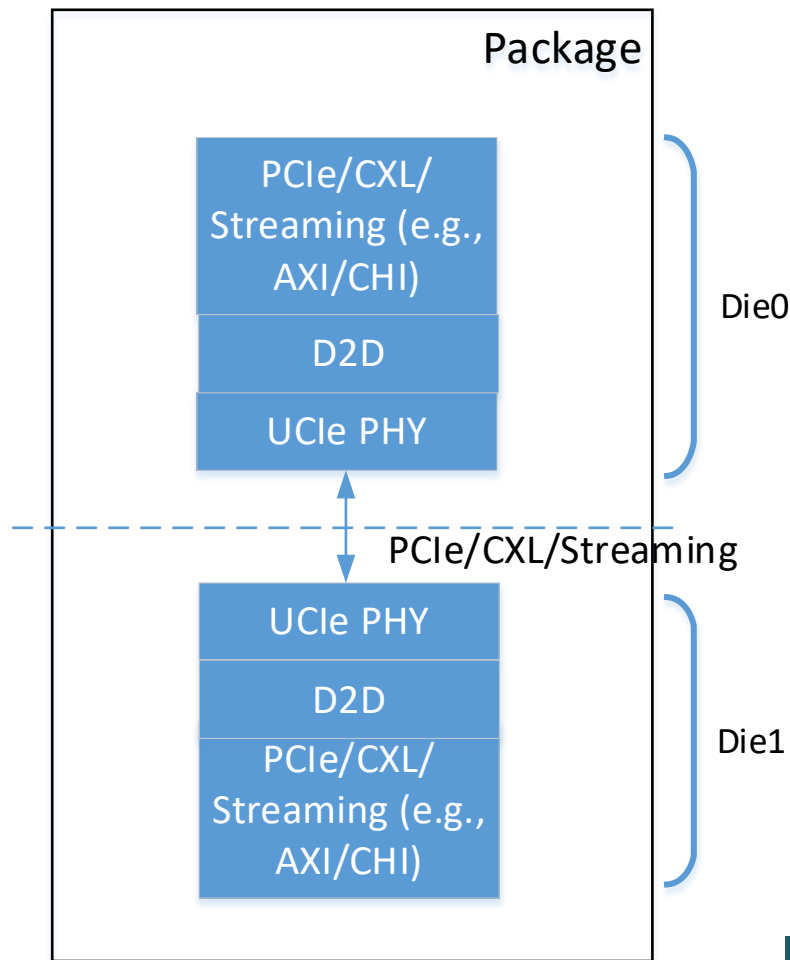 Package
PCIe/CXL/
Streaming (e.g.,
AXI/CHI)
Die0
D2D
UCIe PHY
PCIe/CXL/Streaming
UCIe PHY
D2D
Die1
PCIe/CXL/
Streaming (e.g.,
AXI/CHI)